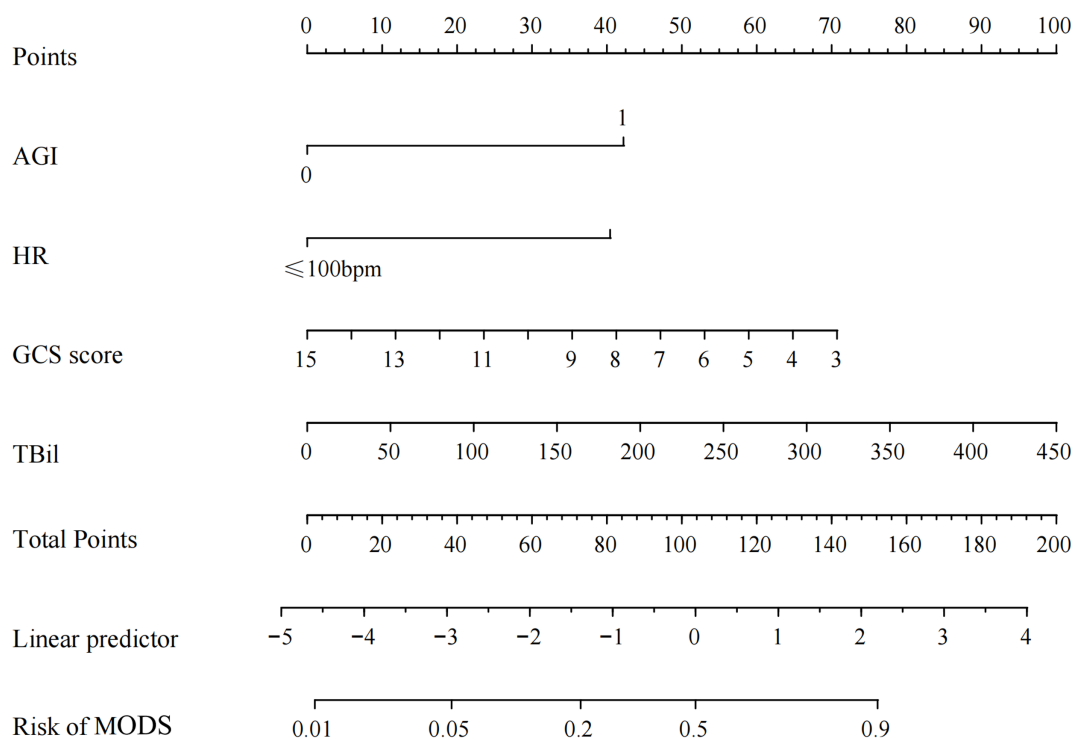 0 10 20 30 40 50 60 70 80 90 100
Points
1
AGI
0
HR
≤100bpm
GCS score
15 13 11 9 8 7 6 5 4 3
TBil
0 50 100 150 200 250 300 350 400 450
Total Points
0 20 40 60 80 100 120 140 160 180 200
Linear predictor
−5 −4 −3 −2 −1 0 1 2 3 4
Risk of MODS
0.01 0.05 0.2 0.5 0.9